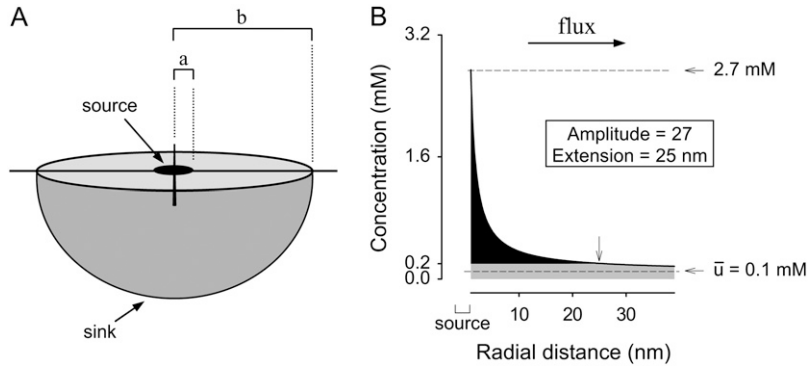 A
b
a
source
sink
B
flux
3.2
1.6
0.2
0.0
Concentration (mM)
2.7 mM
Amplitude = 27
Extension = 25 nm
u̅ = 0.1 mM
source
10
20
30
Radial distance (nm)